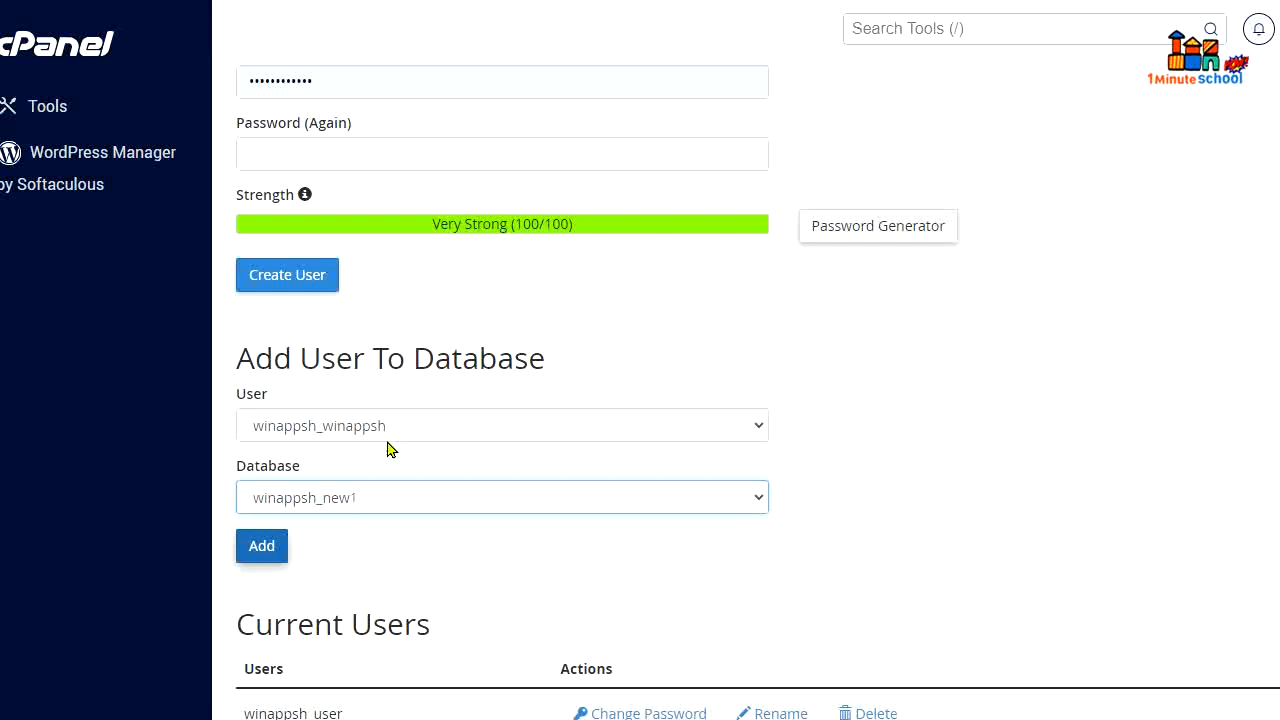 cPanel
Search Tools (/)
POW!
1Minute School
Tools
WordPress Manager
by Softaculous
••••••••••••
Password (Again)
Strength
Very Strong (100/100)
Password Generator
Create User
Add User To Database
User
winappsh_winappsh
Database
winappsh_new1
Add
Current Users
Users Actions
winappsh_user Change Password Rename Delete